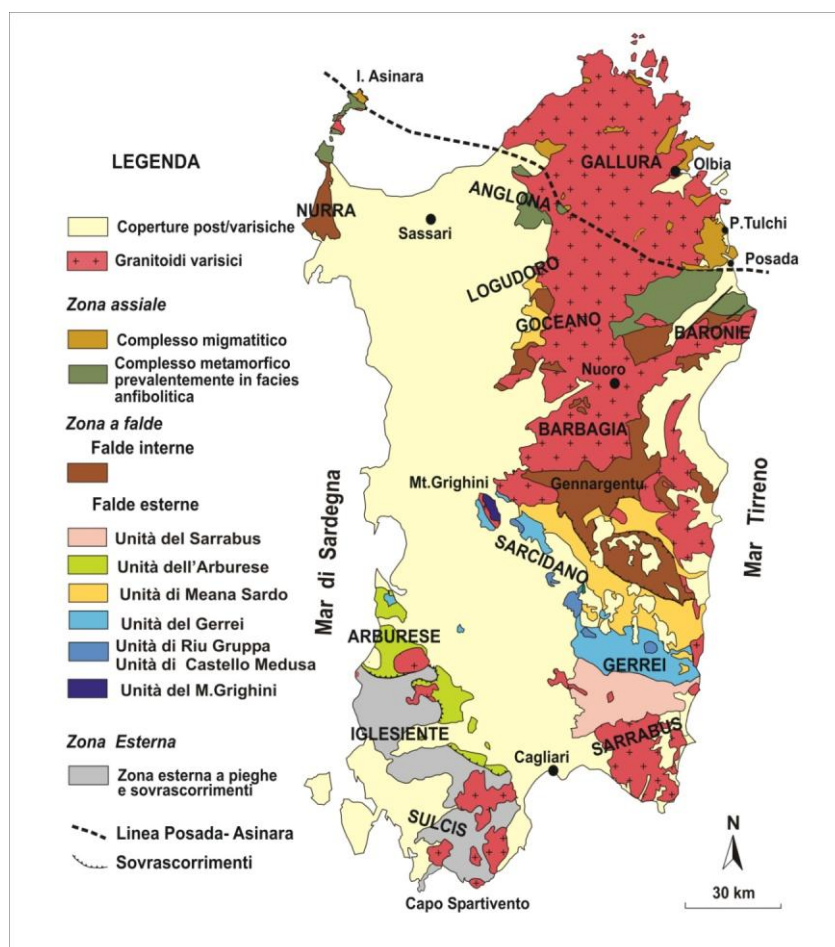 LEGENDA
Coperture post/varisiche
Granitoidi varisici
Zona assiale
Complesso migmatitico
Complesso metamorfico
prevalentemente in facies
anfibolitica
Zona a falde
Falde interne
Falde esterne
Unità del Sarrabus
Unità dell'Arburese
Unità di Meana Sardo
Unità del Gerrei
Unità di Riu Gruppa
Unità di Castello Medusa
Unità del M.Grighini
Zona Esterna
Zona esterna a pieghe
e sovrascorrimenti
Linea Posada- Asinara
Sovrascorrimenti
I. Asinara
GALLURA
Olbia
ANGLONA
NURRA
Sassari
P.Tulchi
Posada
LOGUDORO
GOCEANO
BARONIE
Nuoro
BARBAGIA
Mt.Grighini
Gennargentu
SARCIDANO
Mar di Sardegna
Mar Tirreno
ARBURESE
GERREI
IGLESIENTE
SARRABUS
Cagliari
SULCIS
Capo Spartivento
N
30 km